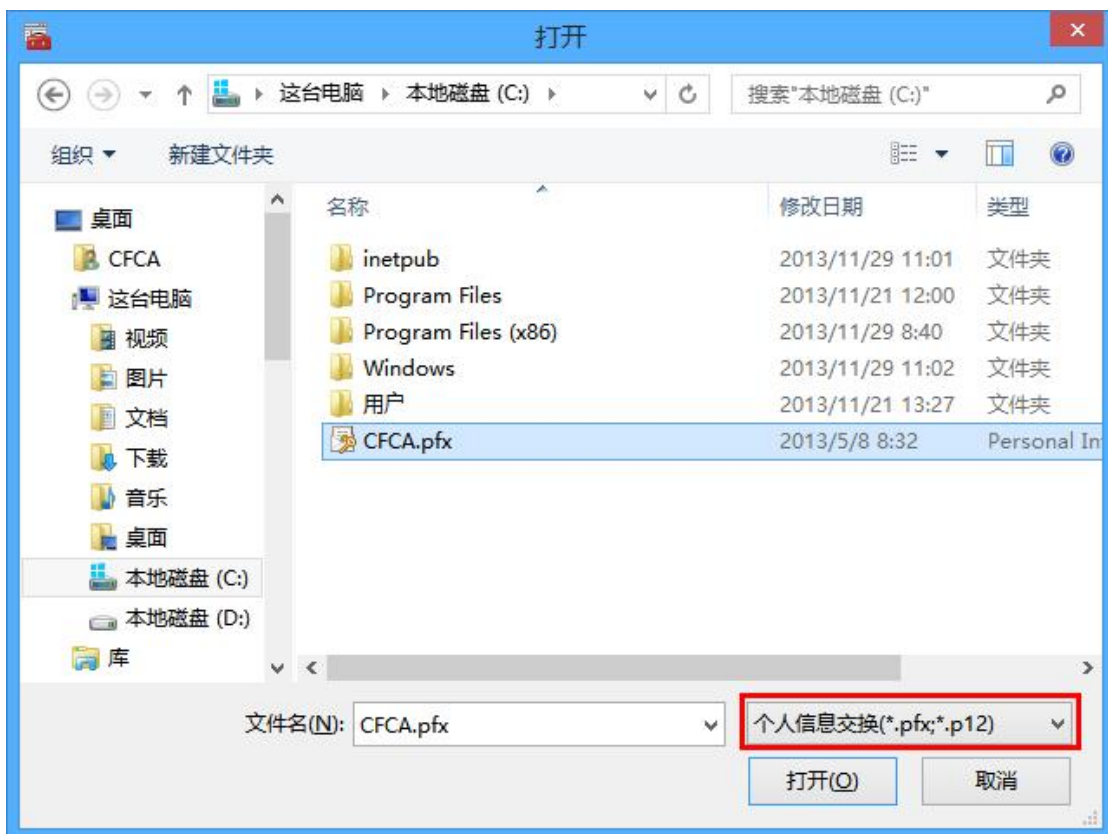 打开
这台电脑 本地磁盘 (C:)
搜索"本地磁盘 (C:)"
组织 新建文件夹
名称 修改日期 类型
桌面
CFCA
这台电脑
视频
图片
文档
下载
音乐
桌面
本地磁盘 (C:)
本地磁盘 (D:)
库
inetpub 2013/11/29 11:01 文件夹
Program Files 2013/11/21 12:00 文件夹
Program Files (x86) 2013/11/29 8:40 文件夹
Windows 2013/11/29 11:02 文件夹
用户 2013/11/21 13:27 文件夹
CFCA.pfx 2013/5/8 8:32 Personal In
文件名(N): CFCA.pfx 个人信息交换(*.pfx;*.p12)
打开(O) 取消